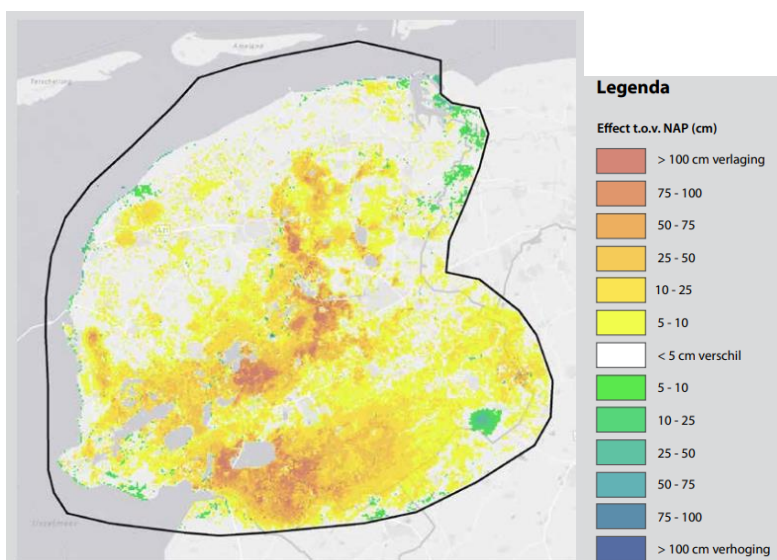 Ameland
Terschelling
IJsselmeer
Legenda
Effect t.o.v. NAP (cm)
> 100 cm verlaging
75 - 100
50 - 75
25 - 50
10 - 25
5 - 10
< 5 cm verschil
5 - 10
10 - 25
25 - 50
50 - 75
75 - 100
> 100 cm verhoging